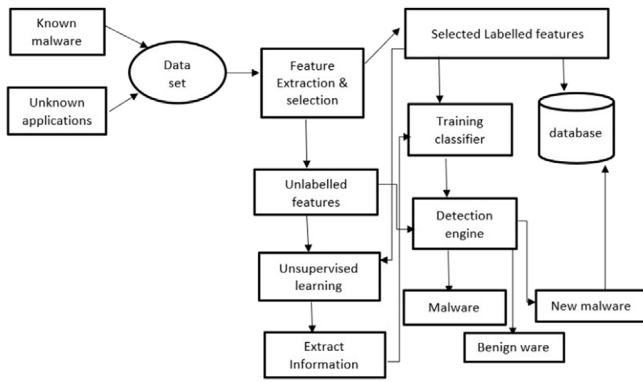 Known
malware
Unknown
applications
Data
set
Feature
Extraction &
selection
Selected Labelled features
Training
classifier
database
Unlabelled
features
Detection
engine
Unsupervised
learning
Malware
New malware
Extract
Information
Benign ware